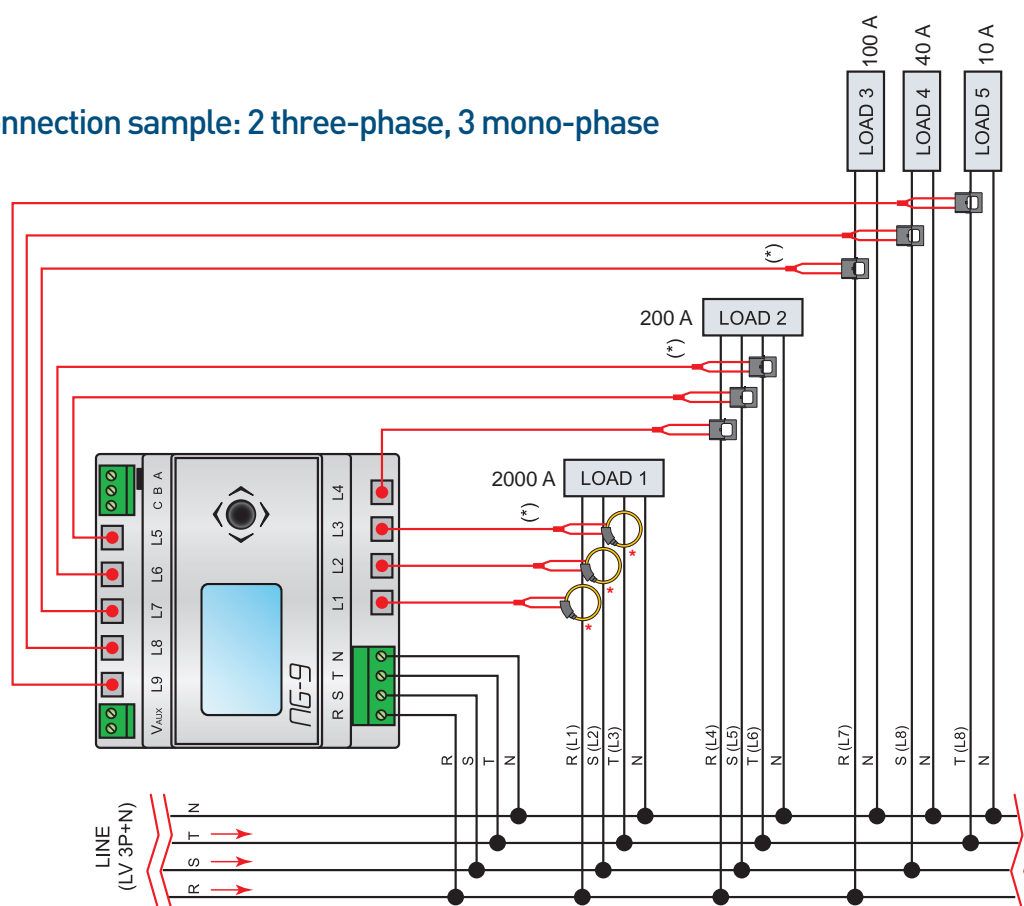 onnection sample: 2 three-phase, 3 mono-phase
100 A
40 A
10 A
LOAD 3
LOAD 4
LOAD 5
(*)
200 A
LOAD 2
(*)
2000 A
LOAD 1
(*)
*
*
*
C B A
L5
L6
L7
L8
L9
VAUX
L4
L3
L2
L1
R S T N
NG-9
R
S
T
N
R (L1)
S (L2)
T (L3)
N
R (L4)
S (L5)
T (L6)
N
R (L7)
N
S (L8)
N
T (L8)
N
LINE
(LV 3P+N)
N
T
S
R